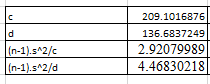 c 209.1016876
d 136.6837249
(n-1).s^2/c 2.92079989
(n-1).s^2/d 4.46830218